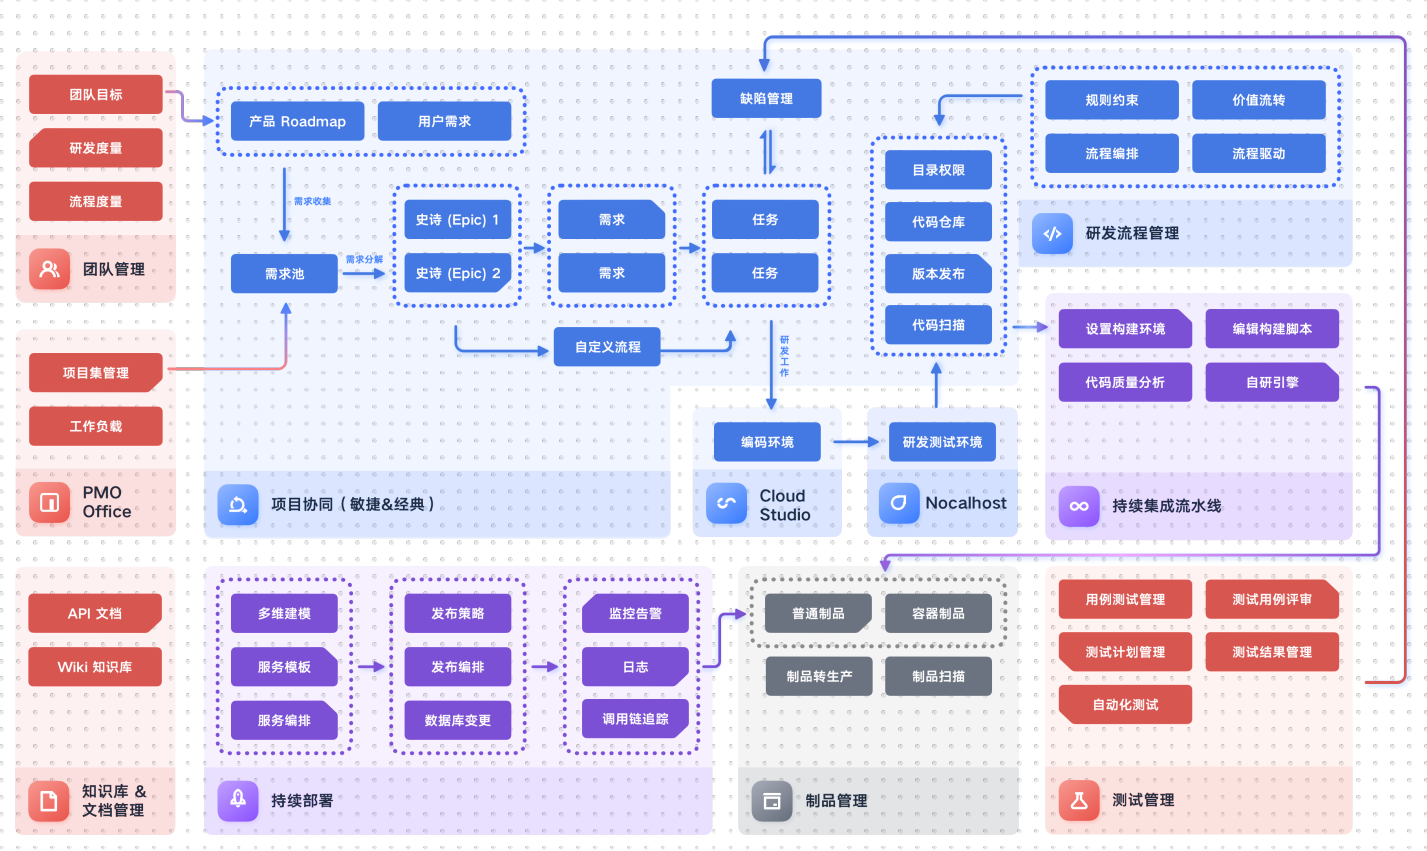 团队目标
研发度量
流程度量
团队管理
项目集管理
工作负载
PMO
Office
API 文档
Wiki 知识库
知识库 &
文档管理
产品 Roadmap
用户需求
需求收集
需求池
需求分解
史诗 (Epic) 1
史诗 (Epic) 2
需求
需求
任务
任务
缺陷管理
自定义流程
研发工作
项目协同 ( 敏捷&经典 )
编码环境
Cloud
Studio
研发测试环境
Nocalhost
目录权限
代码仓库
版本发布
代码扫描
规则约束
价值流转
流程编排
流程驱动
研发流程管理
设置构建环境
编辑构建脚本
代码质量分析
自研引擎
持续集成流水线
多维建模
服务模板
服务编排
发布策略
发布编排
数据库变更
监控告警
日志
调用链追踪
持续部署
普通制品
容器制品
制品转生产
制品扫描
制品管理
用例测试管理
测试用例评审
测试计划管理
测试结果管理
自动化测试
测试管理